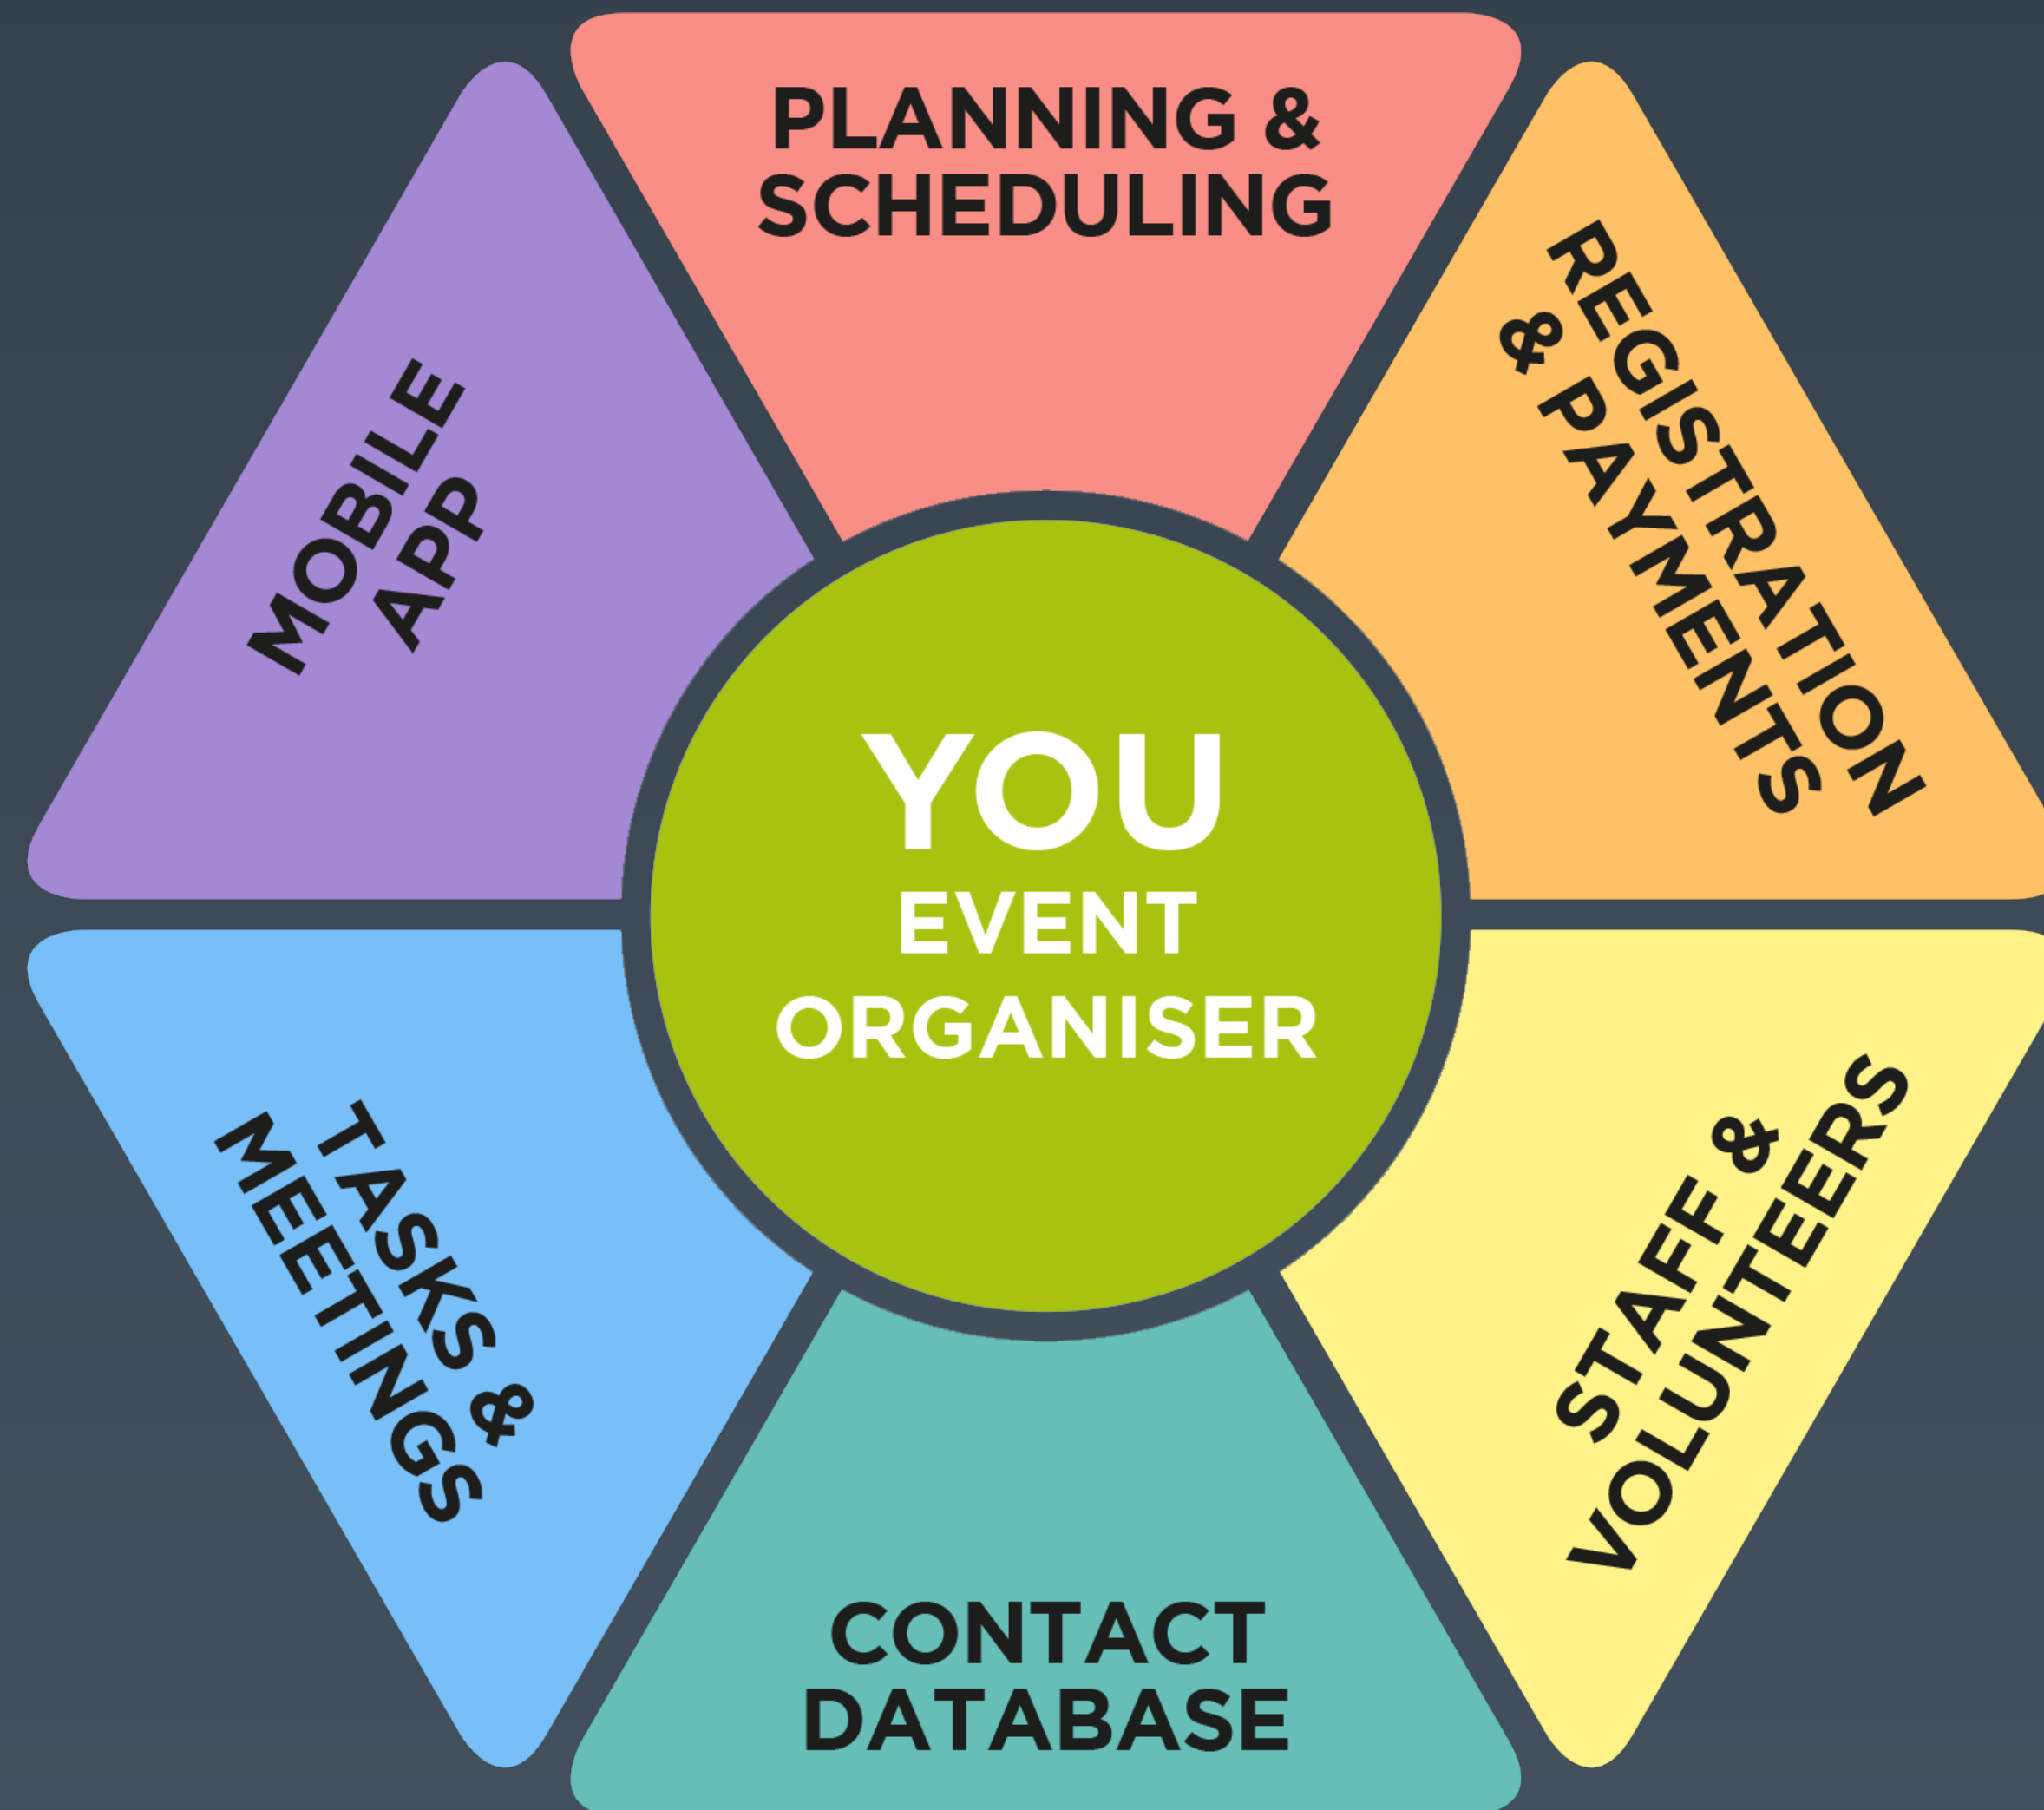 PLANNING &
SCHEDULING
REGISTRATION
& PAYMENTS
STAFF &
VOLUNTEERS
CONTACT
DATABASE
TASKS &
MEETINGS
MOBILE
APP
YOU
EVENT
ORGANISER